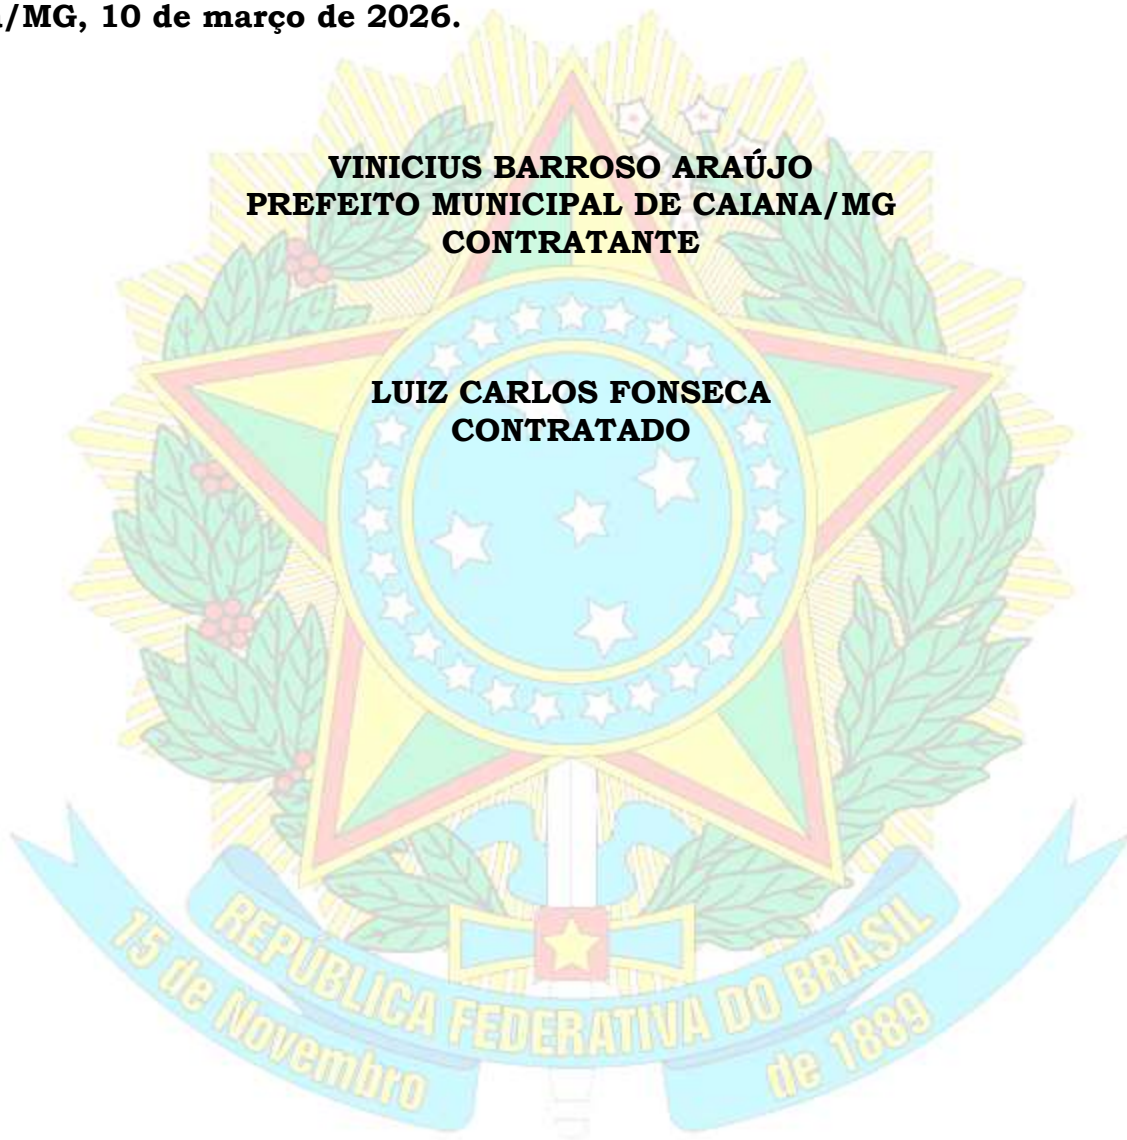 a/MG, 10 de março de 2026.
VINICIUS BARROSO ARAÚJO
PREFEITO MUNICIPAL DE CAIANA/MG
CONTRATANTE
LUIZ CARLOS FONSECA
CONTRATADO
REPÚBLICA FEDERATIVA DO BRASIL
15 de Novembro de 1889